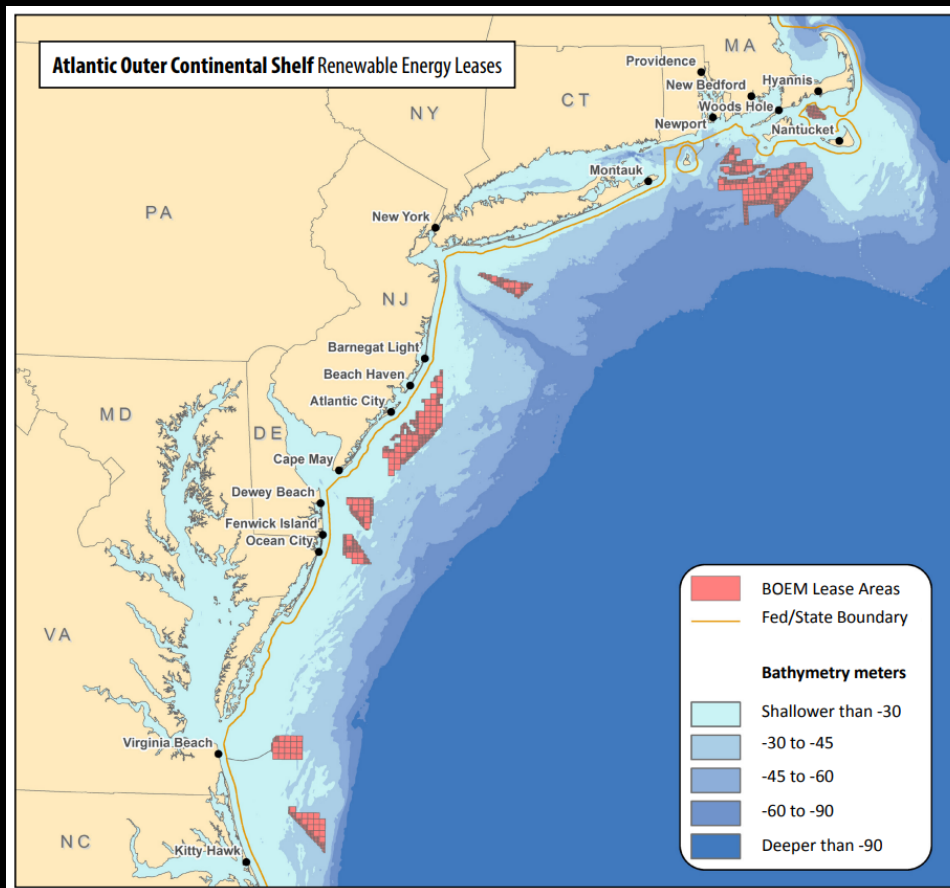 Atlantic Outer Continental Shelf Renewable Energy Leases
MA
Providence
New Bedford
Hyannis
Woods Hole
Newport
Nantucket
CT
NY
Montauk
PA
New York
NJ
Barnegat Light
Beach Haven
Atlantic City
MD
DE
Cape May
Dewey Beach
Fenwick Island
Ocean City
VA
Virginia Beach
NC
Kitty Hawk
BOEM Lease Areas
Fed/State Boundary
Bathymetry meters
Shallower than -30
-30 to -45
-45 to -60
-60 to -90
Deeper than -90